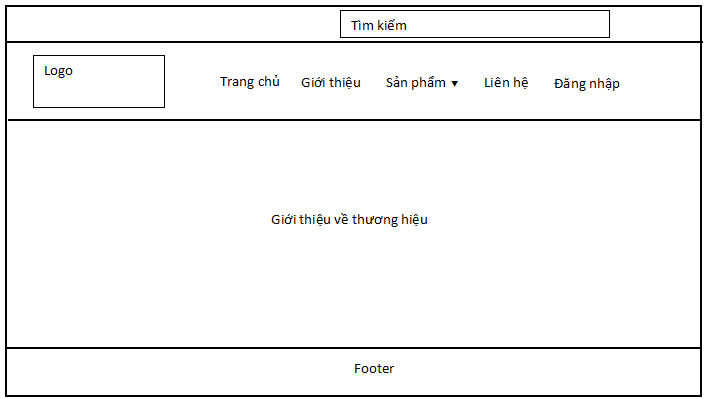 Tìm kiếm
Logo
Trang chủ Giới thiệu Sản phẩm ▼ Liên hệ Đăng nhập
Giới thiệu về thương hiệu
Footer